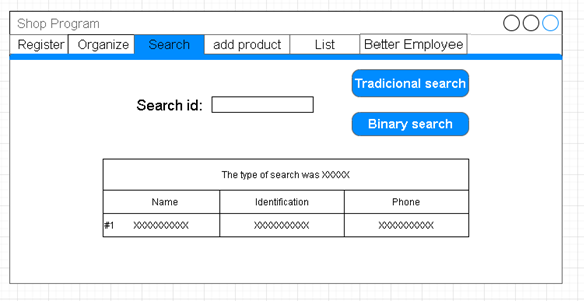 Shop Program
Register Organize Search add product List Better Employee
Tradicional search
Search id:
Binary search
The type of search was XXXXX
Name Identification Phone
#1 XXXXXXXXXX XXXXXXXXXX XXXXXXXXXX